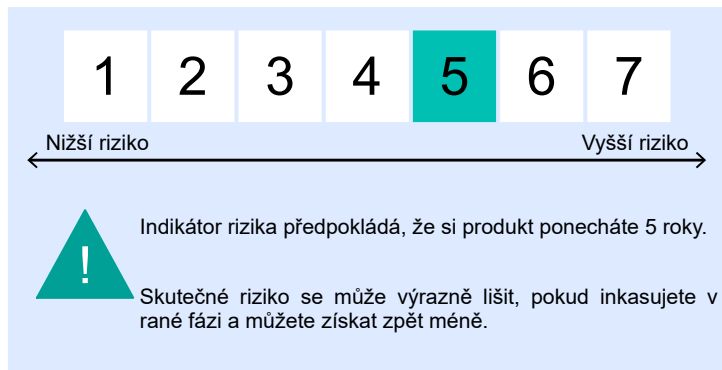 1 2 3 4 5 6 7
Nižší riziko Vyšší riziko
! Indikátor rizika předpokládá, že si produkt ponecháte 5 roky.
Skutečné riziko se může výrazně lišit, pokud inkasujete v
rané fázi a můžete získat zpět méně.